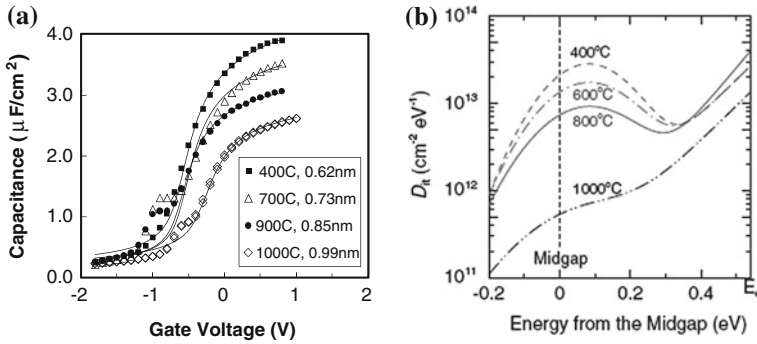 (a)
Capacitance (μ F/cm²)
4.0
3.0
2.0
1.0
0.0
-2
-1
0
1
2
Gate Voltage (V)
400C, 0.62nm
700C, 0.73nm
900C, 0.85nm
1000C, 0.99nm
(b)
D_it (cm⁻² eV⁻¹)
10¹⁴
10¹³
10¹²
10¹¹
400°C
600°C
800°C
1000°C
Midgap
-0.2
0
0.2
0.4
Energy from the Midgap (eV)